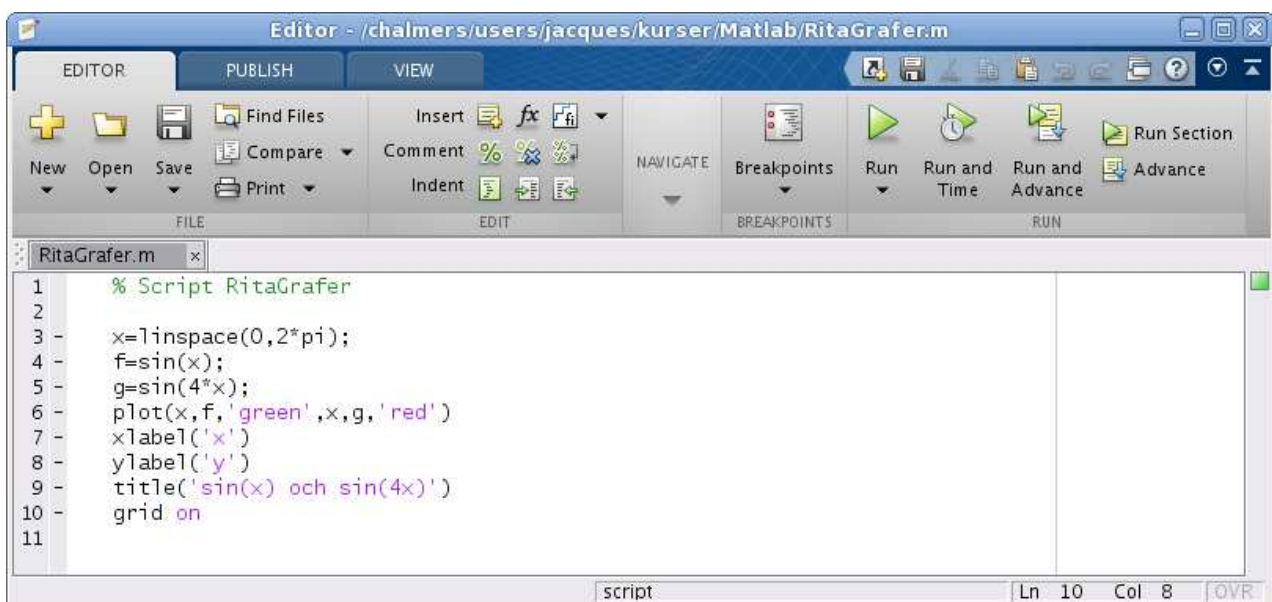 Editor - /chalmers/users/jacques/kurser/Matlab/RitaGrafer.m
EDITOR PUBLISH VIEW
New Open Save
Find Files
Compare
Print
FILE
Insert fx fi
Comment % % %
Indent
EDIT
NAVIGATE
Breakpoints
BREAKPOINTS
Run
Run and Time
Run and Advance
Run Section
Advance
RUN
RitaGrafer.m
1 % Script RitaGrafer
2
3 - x=linspace(0,2*pi);
4 - f=sin(x);
5 - g=sin(4*x);
6 - plot(x,f,'green',x,g,'red')
7 - xlabel('x')
8 - ylabel('y')
9 - title('sin(x) och sin(4x)')
10 - grid on
11
script Ln 10 Col 8 OVR